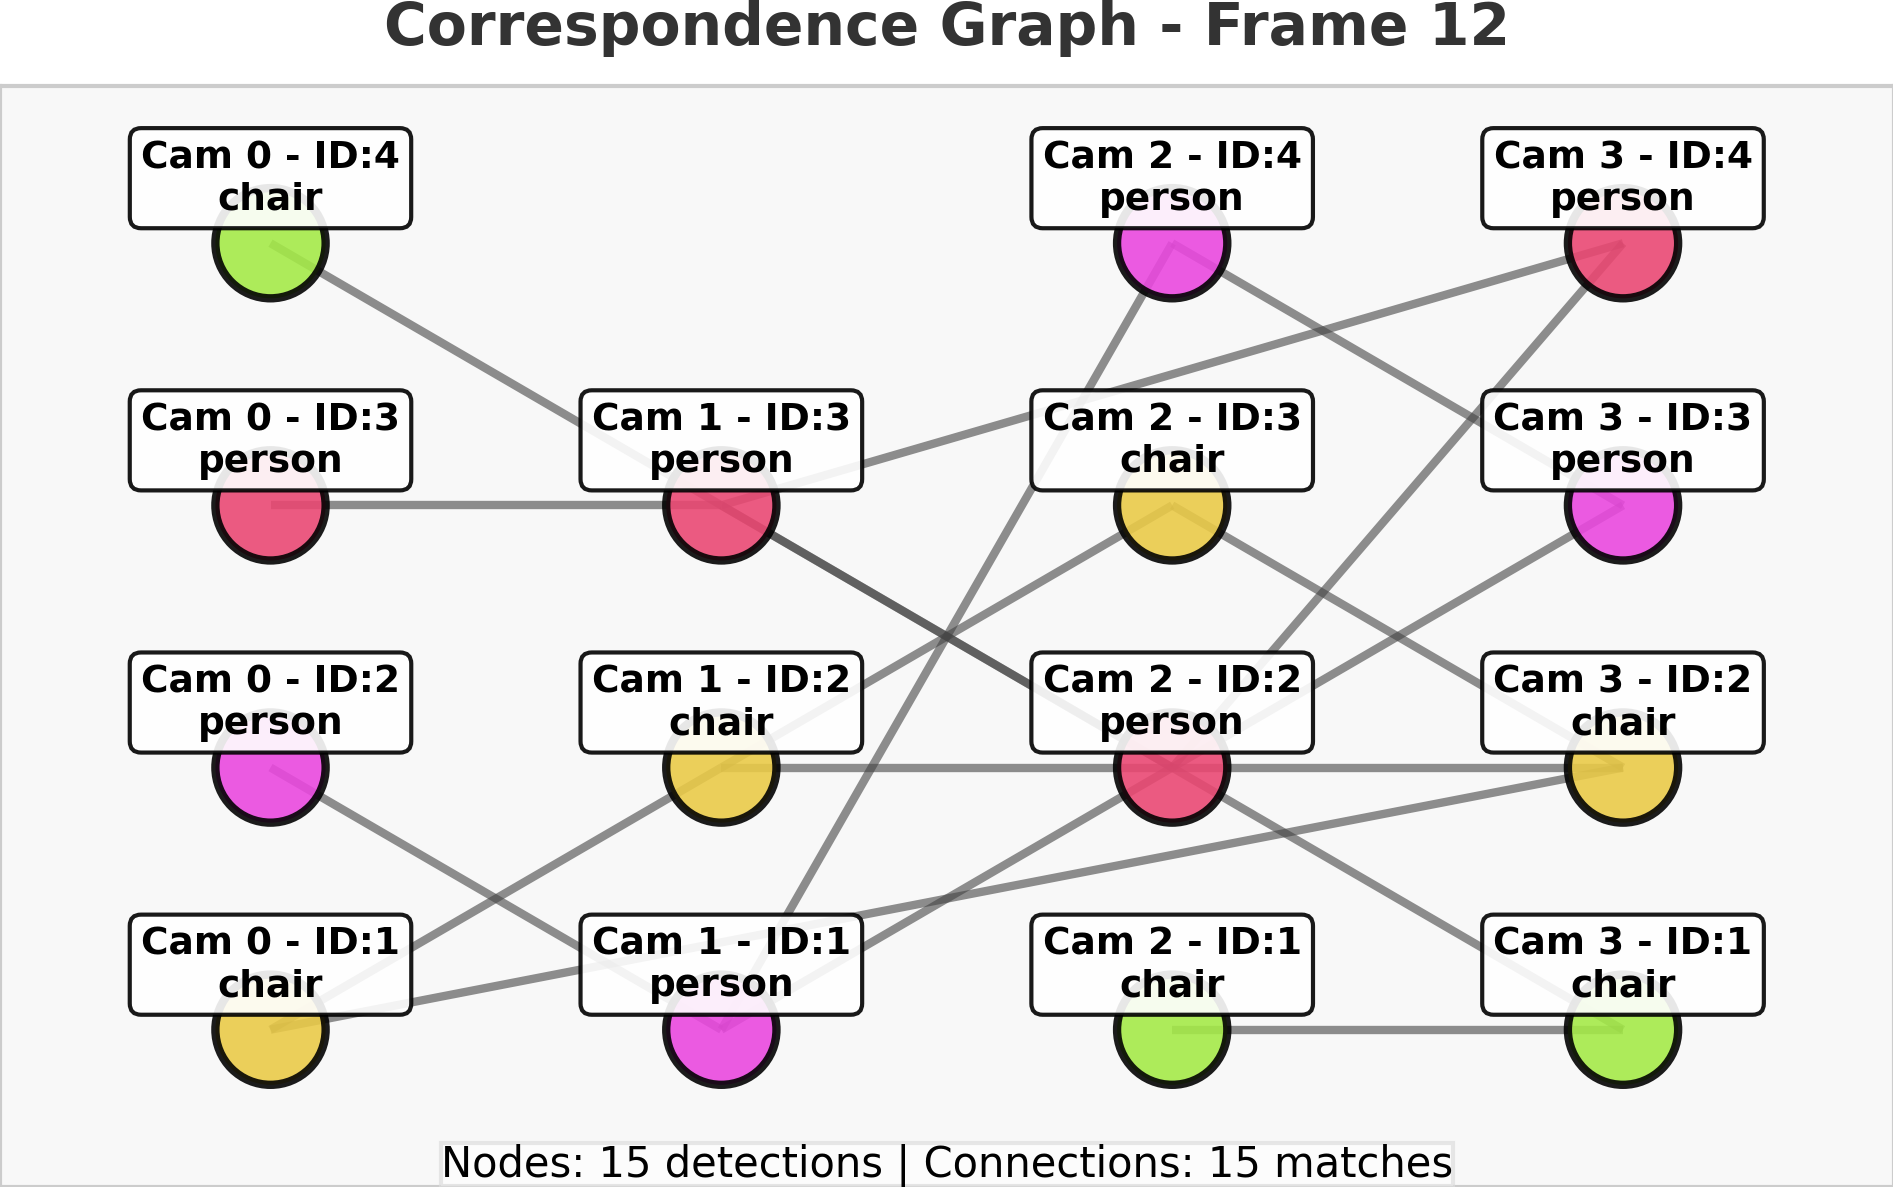 Correspondence Graph - Frame 12
Cam 0 - ID:4
chair
Cam 2 - ID:4
person
Cam 3 - ID:4
person
Cam 0 - ID:3
person
Cam 1 - ID:3
person
Cam 2 - ID:3
chair
Cam 3 - ID:3
person
Cam 0 - ID:2
person
Cam 1 - ID:2
chair
Cam 2 - ID:2
person
Cam 3 - ID:2
chair
Cam 0 - ID:1
chair
Cam 1 - ID:1
person
Cam 2 - ID:1
chair
Cam 3 - ID:1
chair
Nodes: 15 detections | Connections: 15 matches